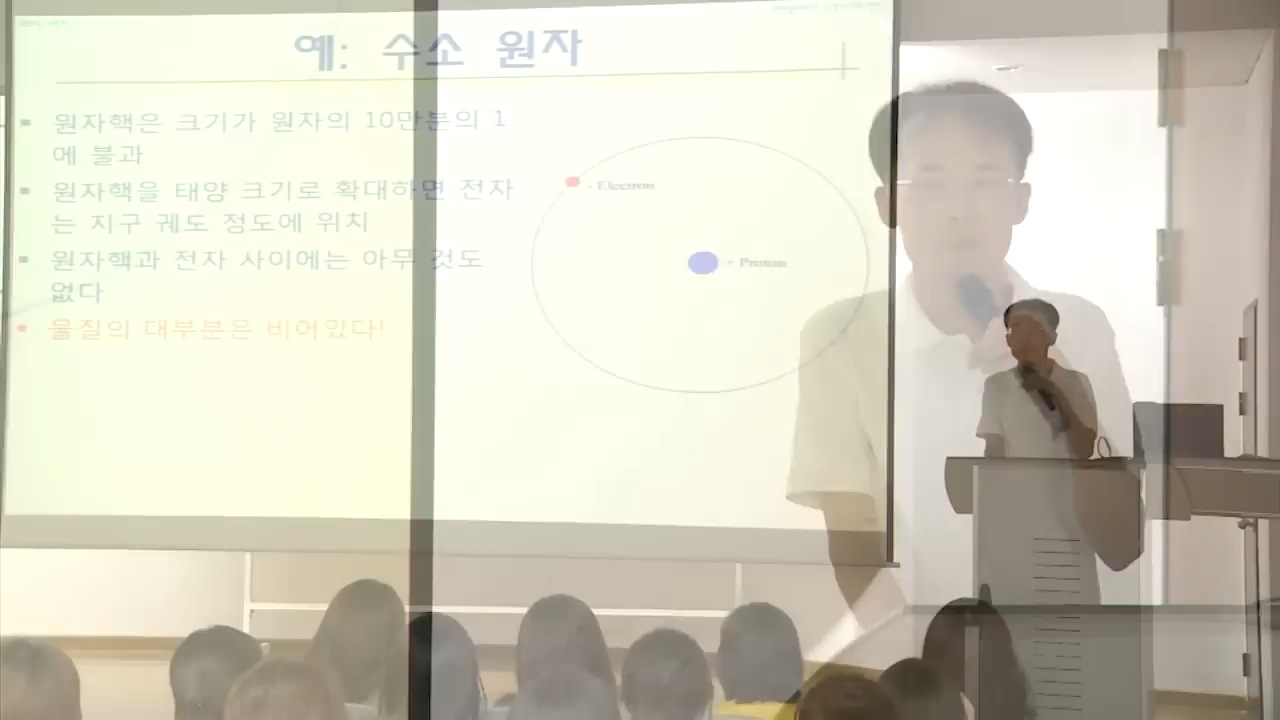 예: 수소 원자
원자핵은 크기가 원자의 10만분의 1
에 불과
원자핵을 태양 크기로 확대하면 전자
는 지구 궤도 정도에 위치
원자핵과 전자 사이에는 아무 것도
없다
물질의 대부분은 비어있다!
- Electron
- Proton